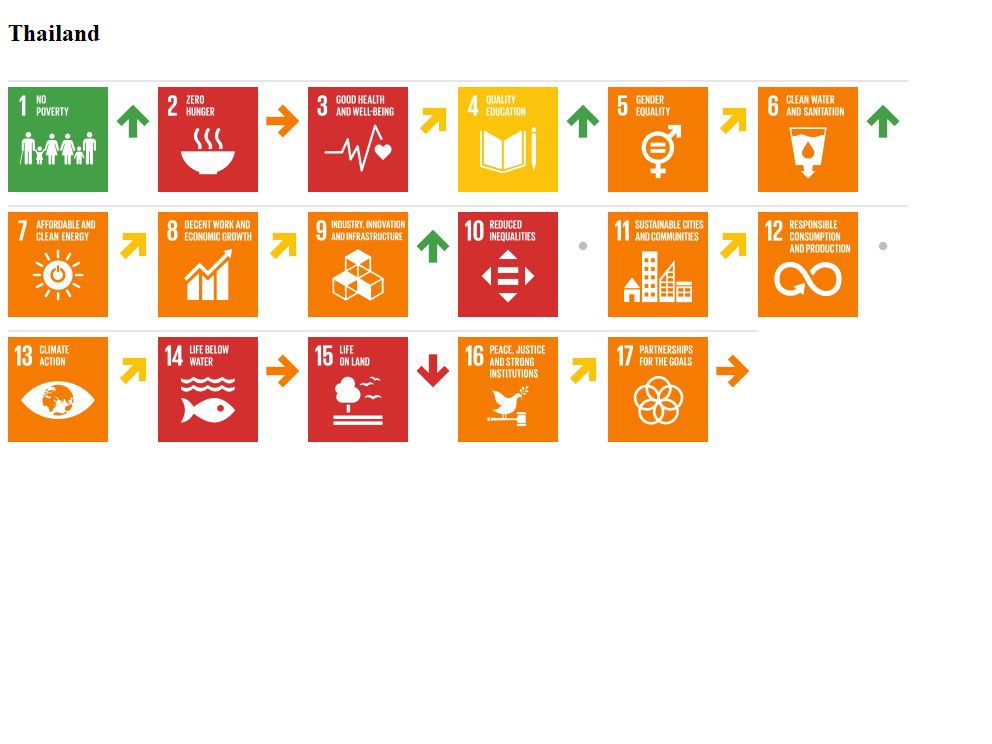 Thailand
1 NO
POVERTY
2 ZERO
HUNGER
3 GOOD HEALTH
AND WELL-BEING
4 QUALITY
EDUCATION
5 GENDER
EQUALITY
6 CLEAN WATER
AND SANITATION
7 AFFORDABLE AND
CLEAN ENERGY
8 DECENT WORK AND
ECONOMIC GROWTH
9 INDUSTRY, INNOVATION
AND INFRASTRUCTURE
10 REDUCED
INEQUALITIES
11 SUSTAINABLE CITIES
AND COMMUNITIES
12 RESPONSIBLE
CONSUMPTION
AND PRODUCTION
13 CLIMATE
ACTION
14 LIFE BELOW
WATER
15 LIFE
ON LAND
16 PEACE, JUSTICE
AND STRONG
INSTITUTIONS
17 PARTNERSHIPS
FOR THE GOALS